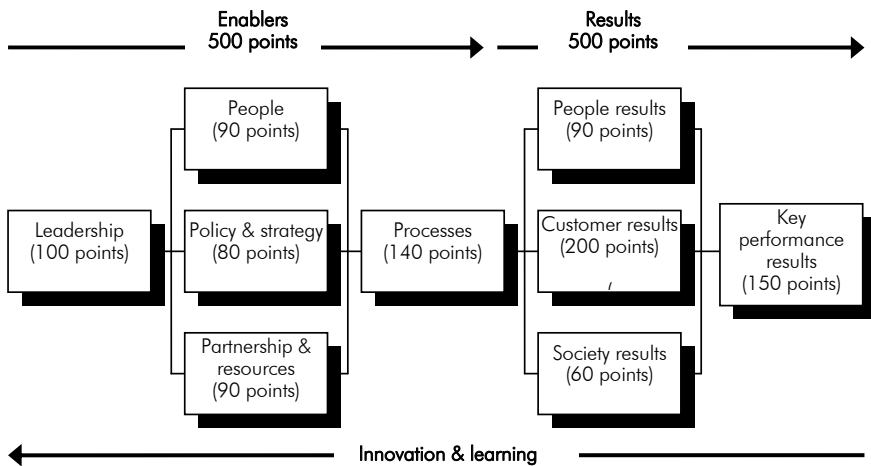 Enablers
500 points
Results
500 points
People
(90 points)
People results
(90 points)
Leadership
(100 points)
Policy & strategy
(80 points)
Processes
(140 points)
Customer results
(200 points)
(
Key
performance
results
(150 points)
Partnership &
resources
(90 points)
Society results
(60 points)
Innovation & learning